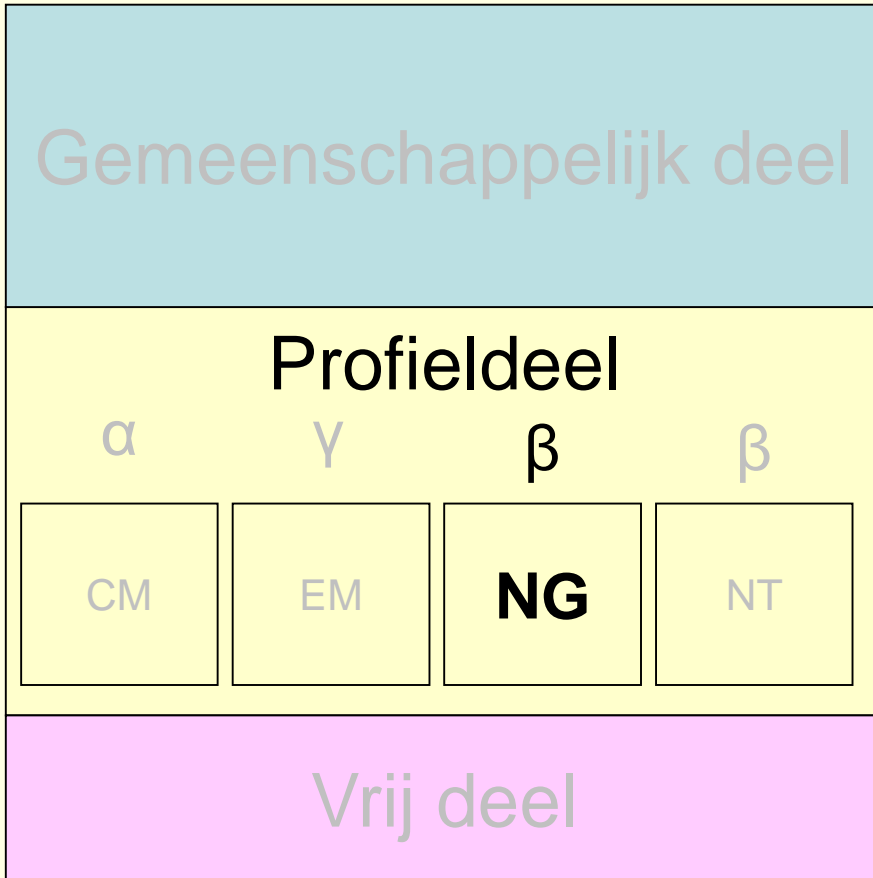 Gemeenschappelijk deel
Profieldeel
α γ β β
CM EM NG NT
Vrij deel